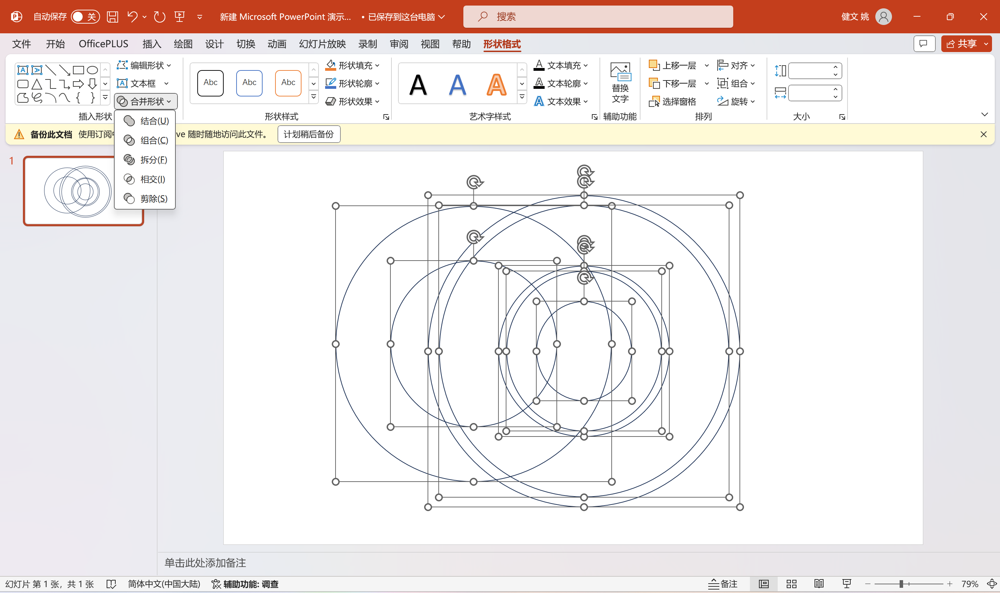 自动保存 关 新建 Microsoft PowerPoint 演示... • 已保存到这台电脑 搜索 健文 姚
文件 开始 OfficePLUS 插入 绘图 设计 切换 动画 幻灯片放映 录制 审阅 视图 帮助 形状格式 共享
编辑形状
文本框
合并形状
插入形状
Abc Abc Abc
形状填充
形状轮廓
形状效果
形状样式
A A A
文本填充
文本轮廓
文本效果
艺术字样式
替换
文字
辅助功能
上移一层
下移一层
选择窗格
对齐
组合
旋转
排列
大小
结合(U)
组合(C)
拆分(F)
相交(I)
剪除(S)
备份此文档 使用订阅中 ve 随时随地访问此文件。 计划稍后备份
1
单击此处添加备注
幻灯片 第 1 张，共 1 张 简体中文(中国大陆) 辅助功能: 调查 备注 79%